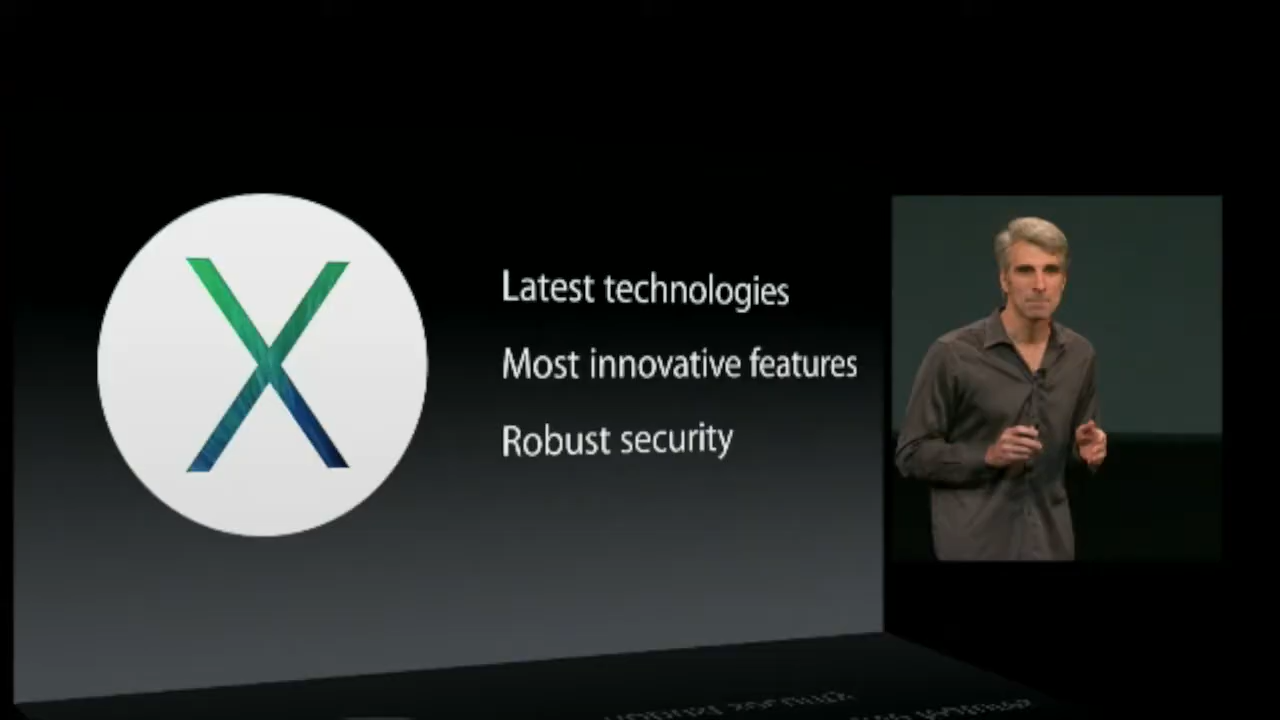 X
Latest technologies
Most innovative features
Robust security